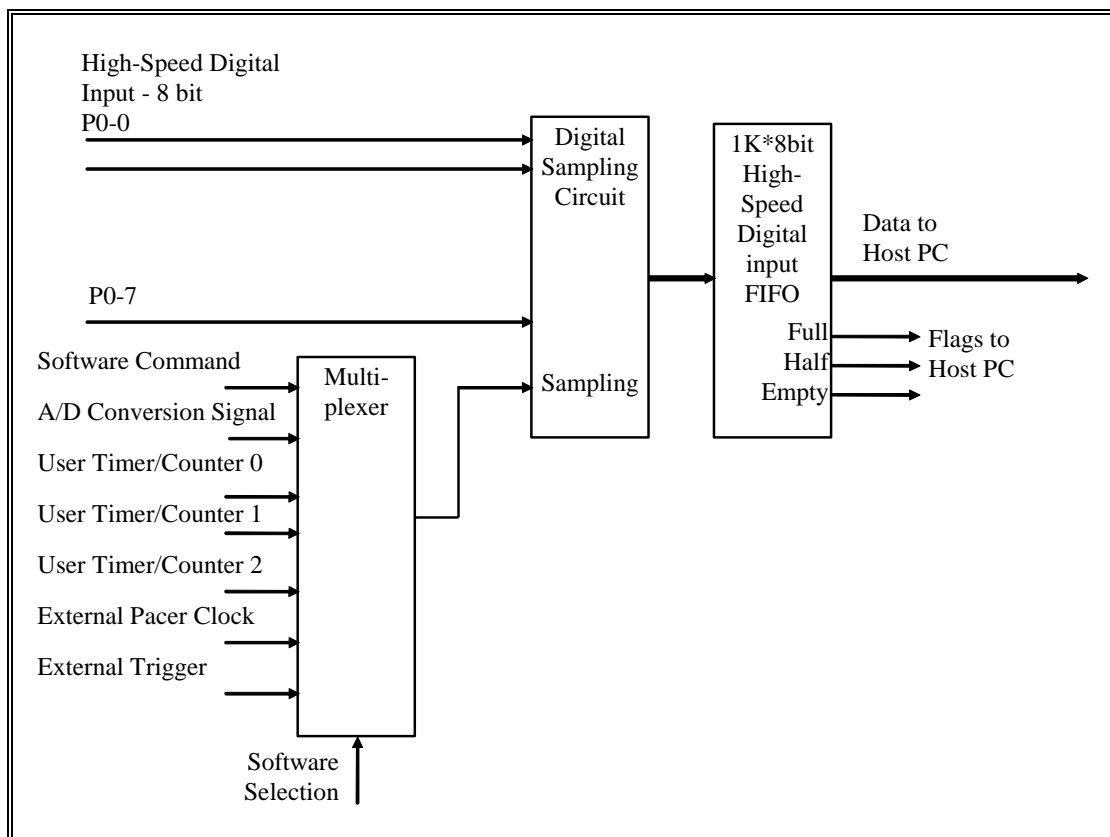 High-Speed Digital
Input - 8 bit
P0-0
P0-7
Digital
Sampling
Circuit
Sampling
1K*8bit
High-
Speed
Digital
input
FIFO
Full
Half
Empty
Data to
Host PC
Flags to
Host PC
Software Command
A/D Conversion Signal
User Timer/Counter 0
User Timer/Counter 1
User Timer/Counter 2
External Pacer Clock
External Trigger
Multi-
plexer
Software
Selection